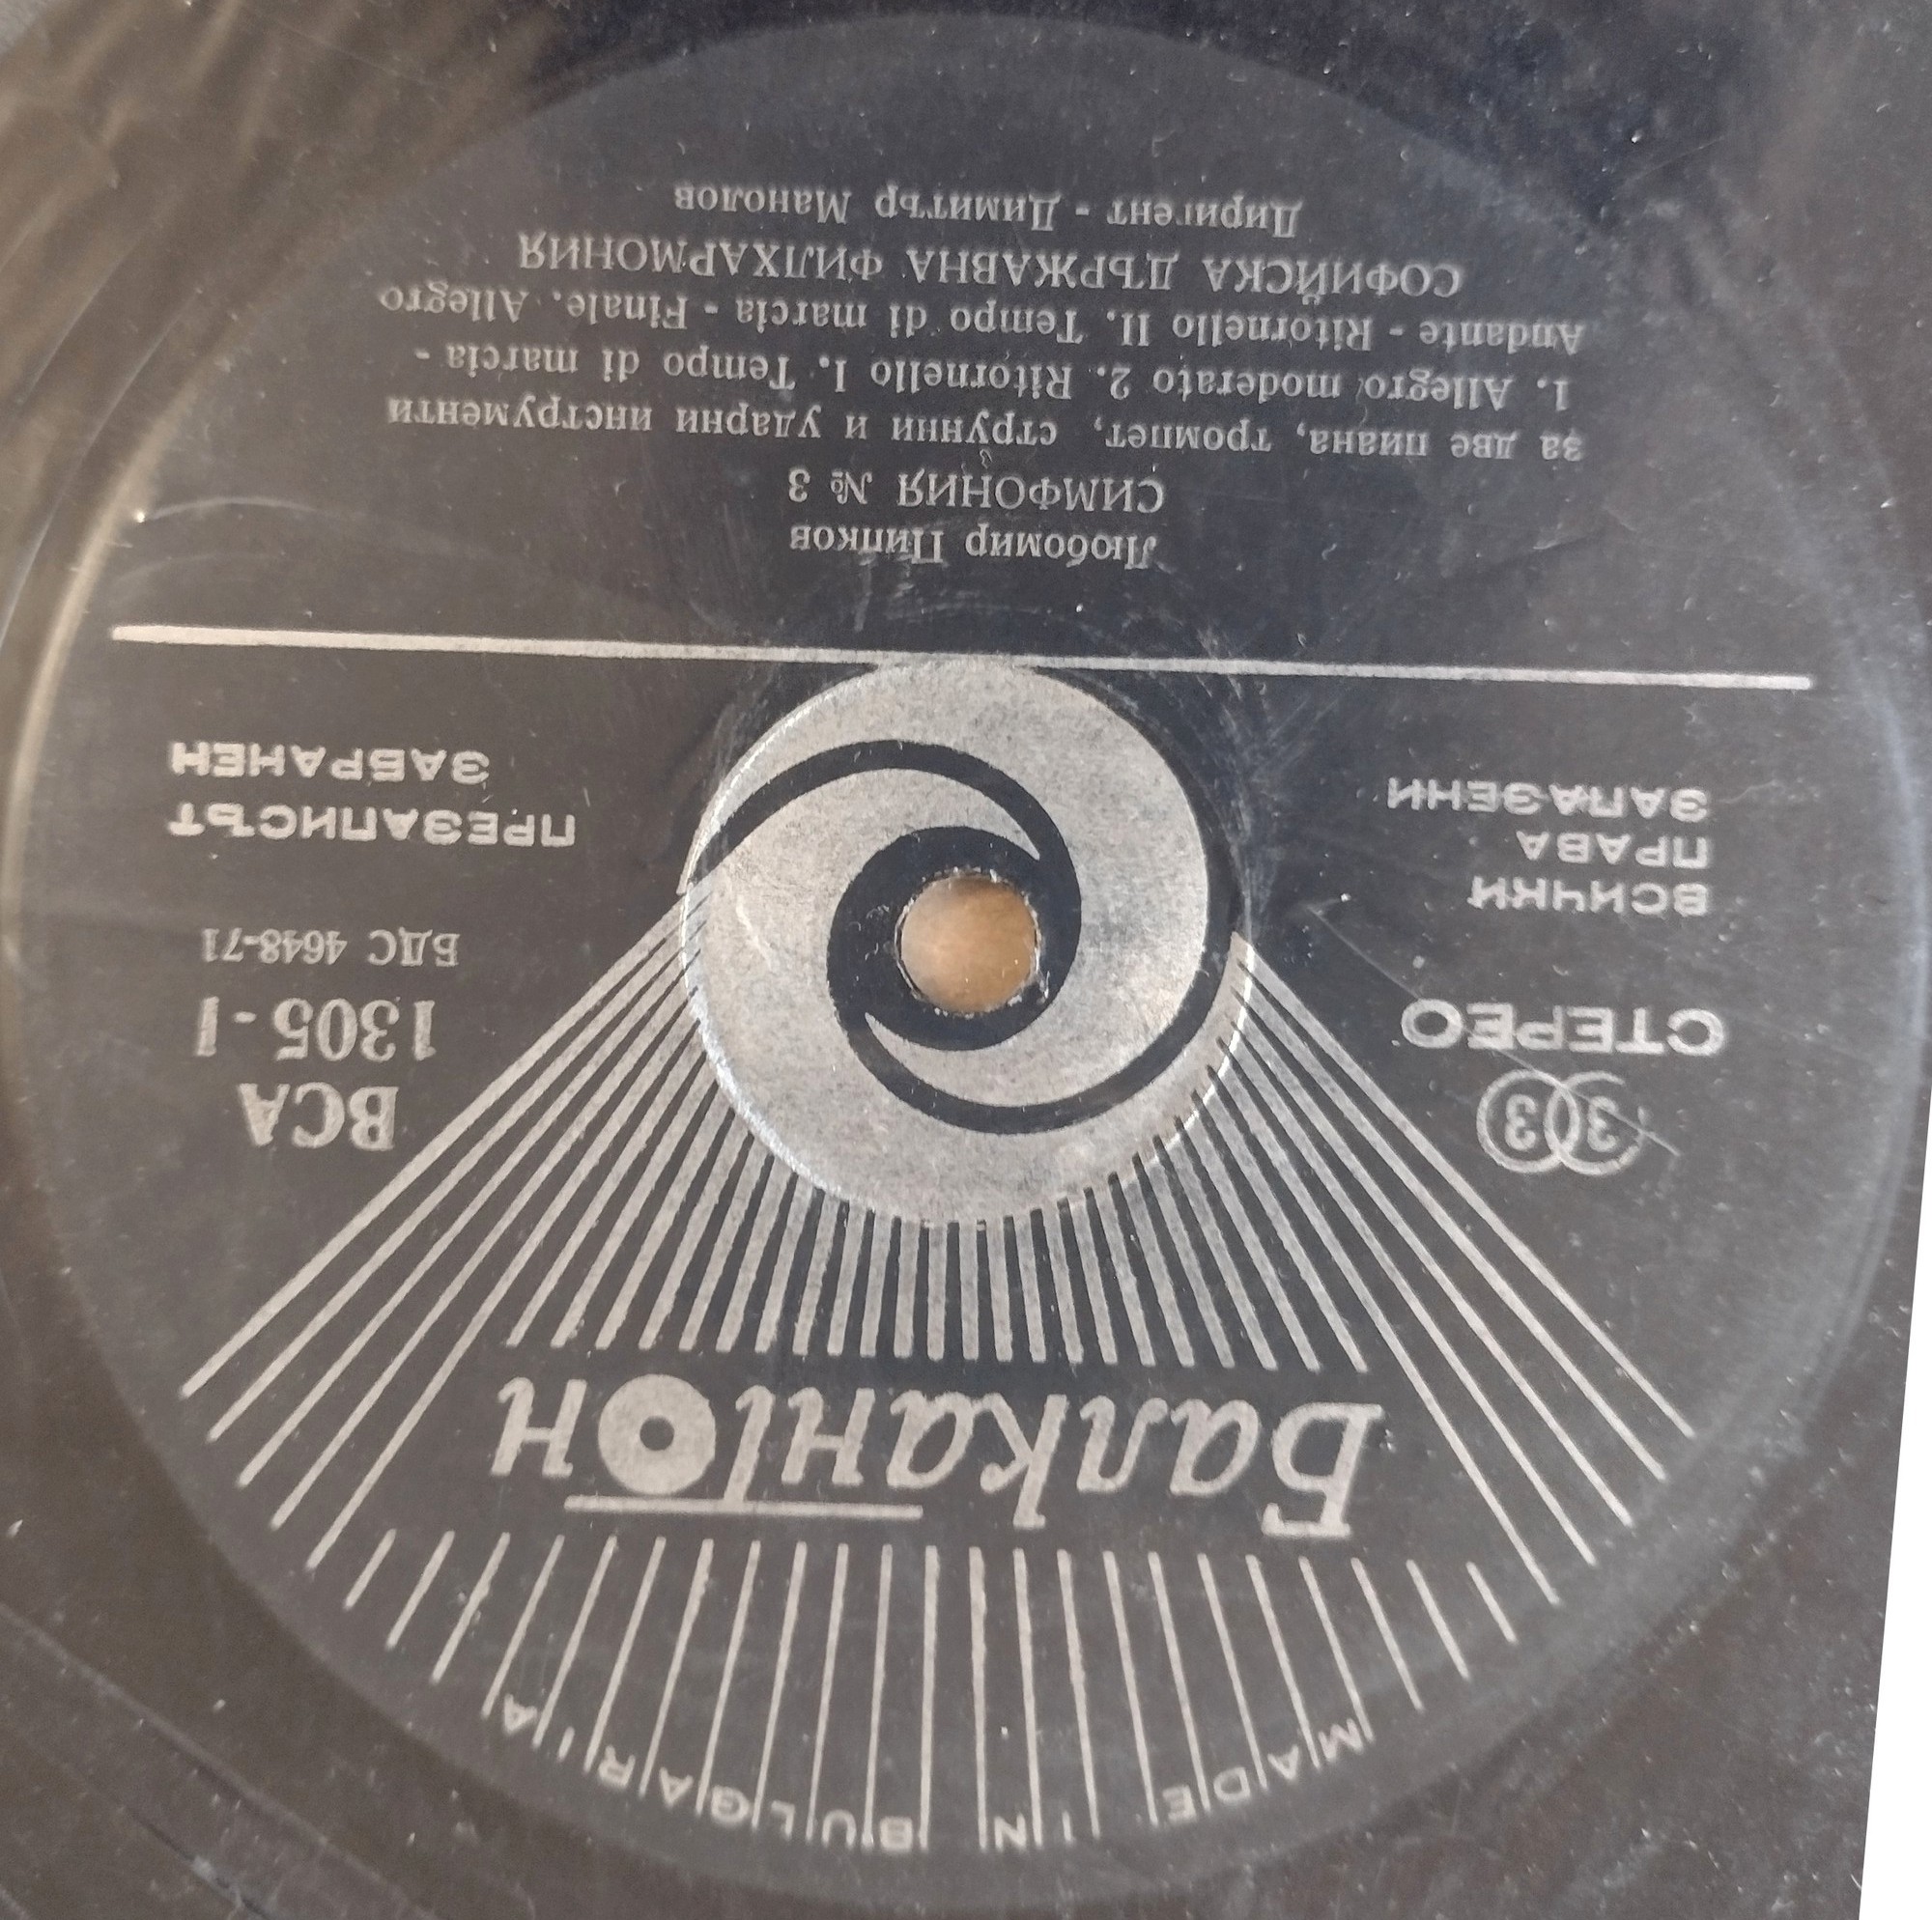 MADE IN BULGARIA
Балкантон
33
СТЕРЕО
ВСИЧКИ
ПРАВА
ЗАПАЗЕНИ
ВСА
1305-I
БДС 4648-71
ПРЕЗАПИСЪТ
ЗАБРАНЕН
Любомир Пипков
СИМФОНИЯ № 3
за две пиана, тромпет, струнни и ударни инструменти
1. Allegro moderato 2. Ritornello I. Tempo di marcia -
Andante - Ritornello II. Tempo di marcia - Finale. Allegro
СОФИЙСКА ДЪРЖАВНА ФИЛХАРМОНИЯ
Диригент - Димитър Манолов